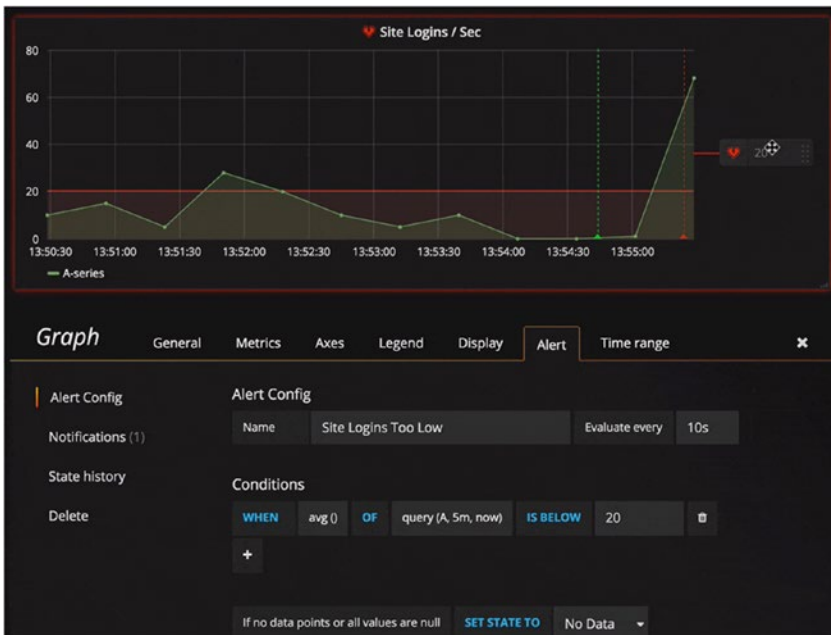 Site Logins / Sec
80
60
40
20
20
0
13:50:30 13:51:00 13:51:30 13:52:00 13:52:30 13:53:00 13:53:30 13:54:00 13:54:30 13:55:00
A-series
Graph General Metrics Axes Legend Display Alert Time range
Alert Config
Notifications (1)
State history
Delete
Alert Config
Name Site Logins Too Low Evaluate every 10s
Conditions
WHEN avg () OF query (A, 5m, now) IS BELOW 20
If no data points or all values are null SET STATE TO No Data